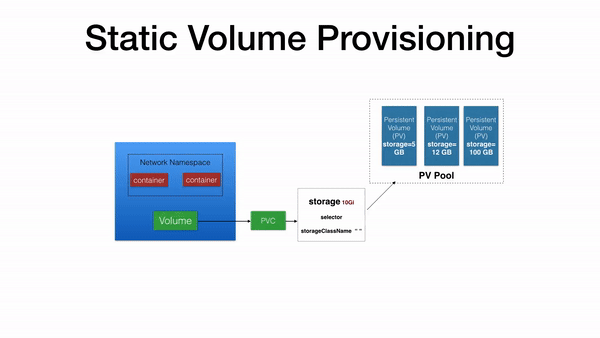 Static Volume Provisioning
Persistent
Volume
(PV)
storage=5
GB
Persistent
Volume
(PV)
storage=
12 GB
Persistent
Volume
(PV)
storage=
100 GB
PV Pool
Network Namespace
container
container
Volume
PVC
storage 10Gi
selector
storageClassName " "